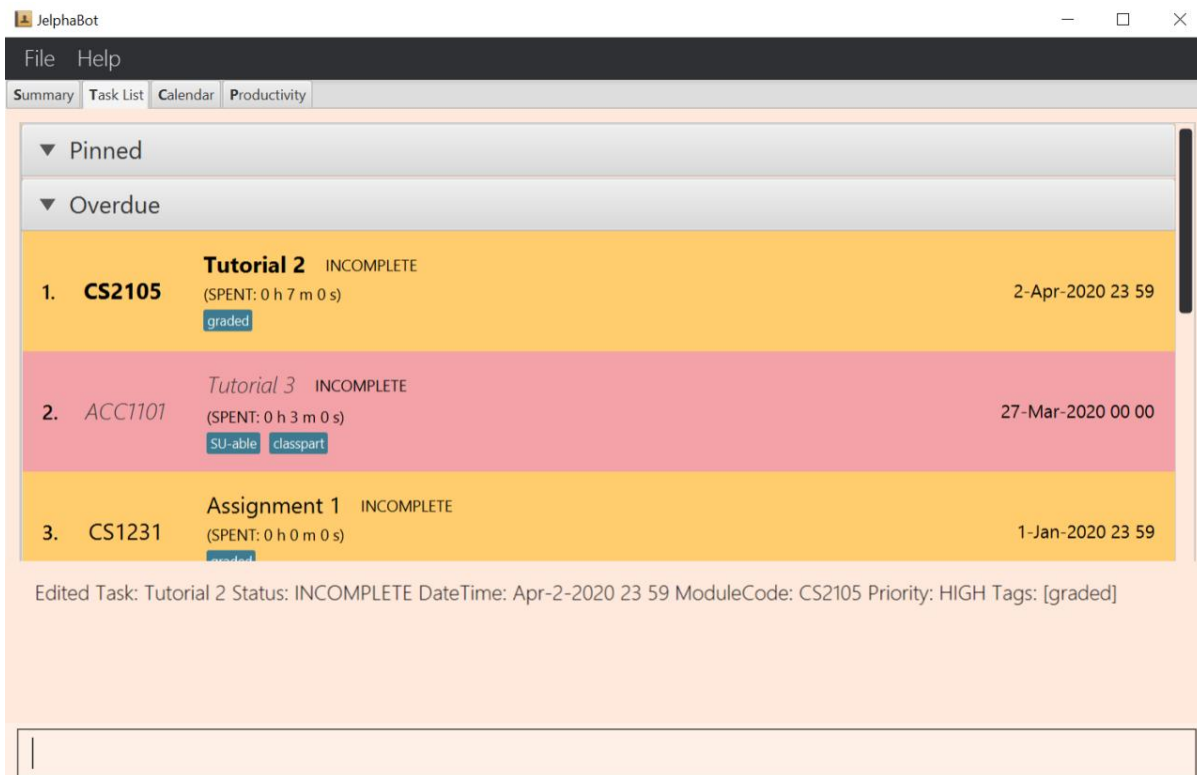 JelphaBot
File Help
Summary Task List Calendar Productivity
Pinned
Overdue
1. CS2105 Tutorial 2 INCOMPLETE 2-Apr-2020 23 59
(SPENT: 0 h 7 m 0 s)
graded
2. ACC1101 Tutorial 3 INCOMPLETE 27-Mar-2020 00 00
(SPENT: 0 h 3 m 0 s)
SU-able classpart
3. CS1231 Assignment 1 INCOMPLETE 1-Jan-2020 23 59
(SPENT: 0 h 0 m 0 s)
graded
Edited Task: Tutorial 2 Status: INCOMPLETE DateTime: Apr-2-2020 23 59 ModuleCode: CS2105 Priority: HIGH Tags: [graded]